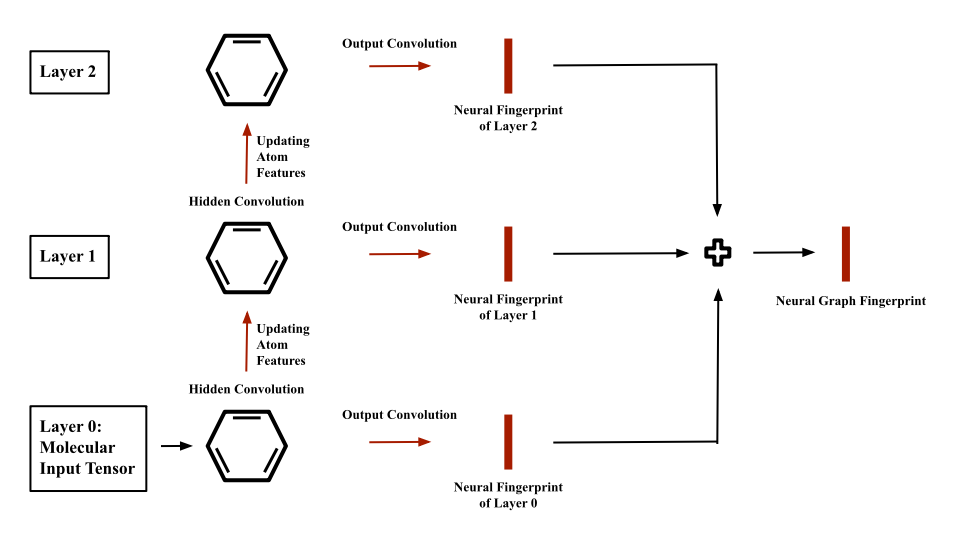 Layer 2
Output Convolution
Neural Fingerprint
of Layer 2
Updating
Atom
Features
Hidden Convolution
Layer 1
Output Convolution
Neural Fingerprint
of Layer 1
Neural Graph Fingerprint
Updating
Atom
Features
Hidden Convolution
Layer 0:
Molecular
Input Tensor
Output Convolution
Neural Fingerprint
of Layer 0